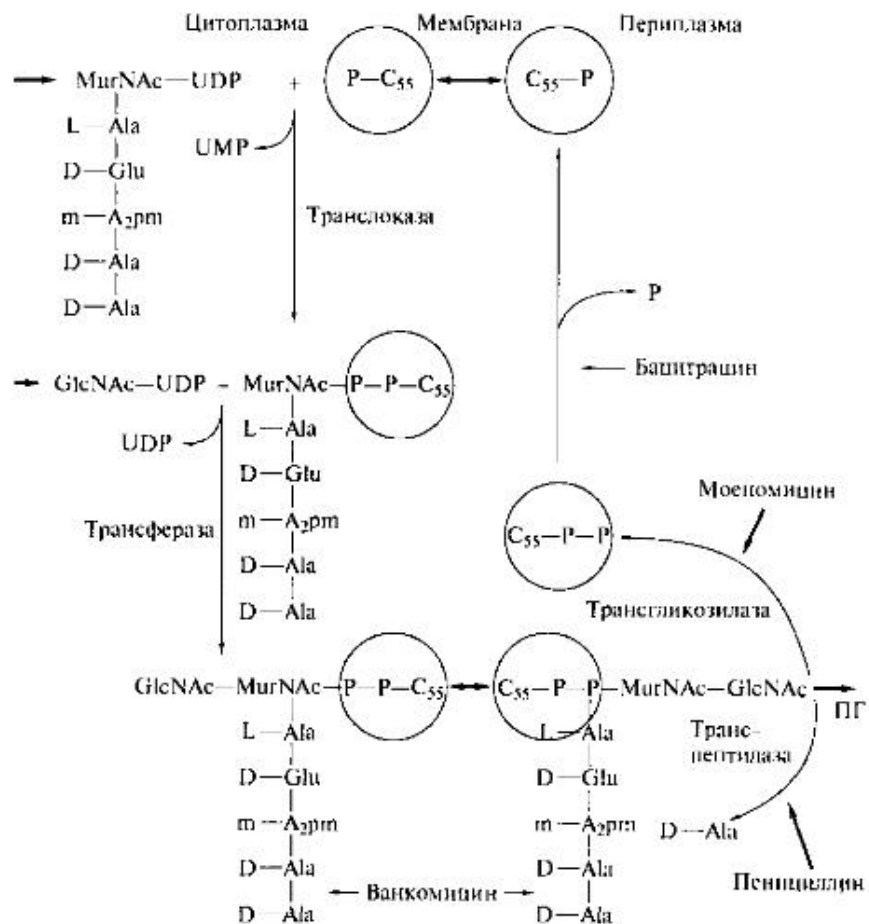 Цитоплазма Мембрана Периплазма
MurNAc—UDP + P—C₅₅ C₅₅—P
L—Ala
UMP
D—Glu
m—A₂pm
Транслоказа
D—Ala
D—Ala
P
Бацитрацин
GlcNAc—UDP – MurNAc—P—P—C₅₅
UDP
L—Ala
D—Glu
Моеномицин
Трансфераза
m—A₂pm
C₅₅—P—P
D—Ala
D—Ala
Трансгликозилаза
GlcNAc—MurNAc—P—P—C₅₅ C₅₅—P—P—MurNAc—GlcNAc
ПГ
L—Ala L—Ala
Транс-
пептидаза
D—Glu D—Glu
m—A₂pm m—A₂pm
D—Ala
D—Ala D—Ala
Пенициллин
Ванкомицин
D—Ala D—Ala